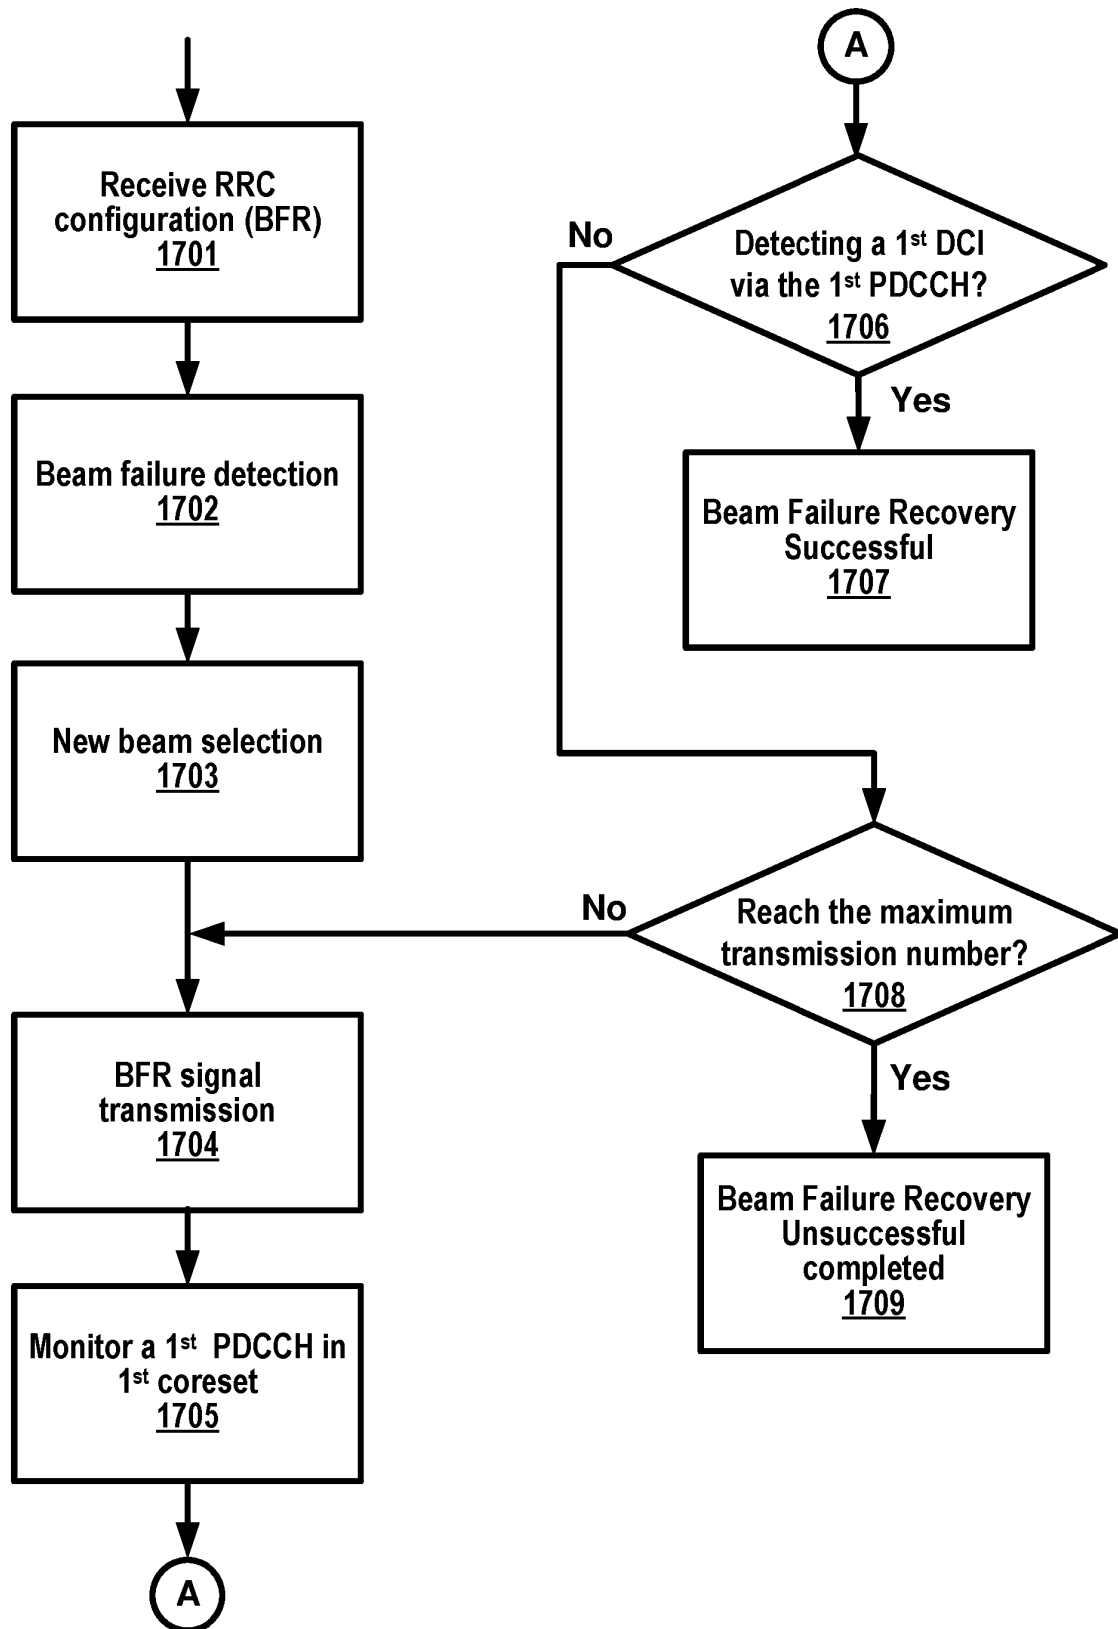 Receive RRC
configuration (BFR)
1701
Beam failure detection
1702
New beam selection
1703
BFR signal
transmission
1704
Monitor a 1st PDCCH in
1st coreset
1705
A
A
No
Detecting a 1st DCI
via the 1st PDCCH?
1706
Yes
Beam Failure Recovery
Successful
1707
No
Reach the maximum
transmission number?
1708
Yes
Beam Failure Recovery
Unsuccessful
completed
1709